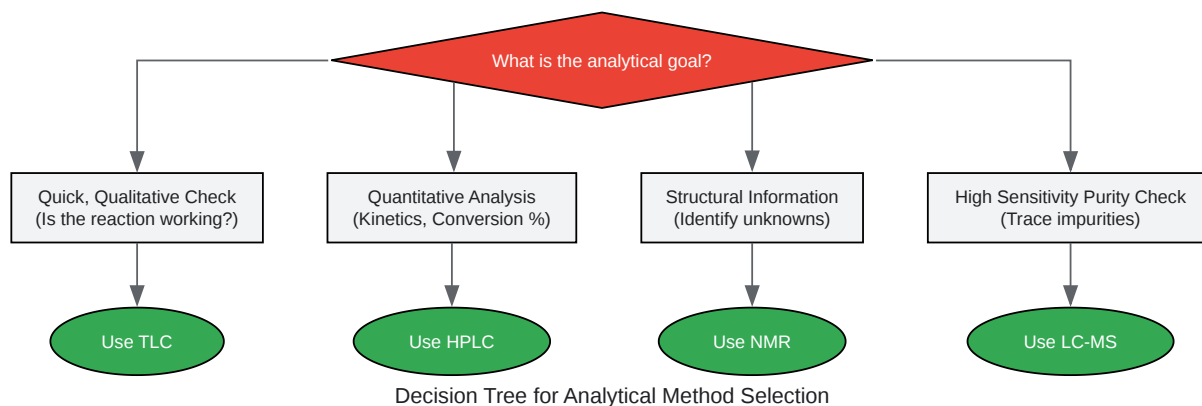 What is the analytical goal?
Quick, Qualitative Check
(Is the reaction working?)
Quantitative Analysis
(Kinetics, Conversion %)
Structural Information
(Identify unknowns)
High Sensitivity Purity Check
(Trace impurities)
Use TLC
Use HPLC
Use NMR
Use LC-MS
Decision Tree for Analytical Method Selection